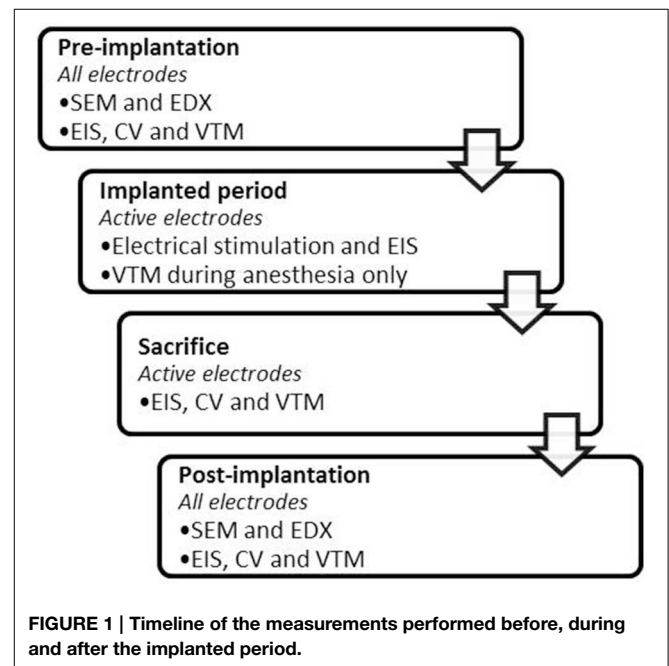 Pre-implantation
All electrodes
•SEM and EDX
•EIS, CV and VTM
Implanted period
Active electrodes
•Electrical stimulation and EIS
•VTM during anesthesia only
Sacrifice
Active electrodes
•EIS, CV and VTM
Post-implantation
All electrodes
•SEM and EDX
•EIS, CV and VTM
FIGURE 1 | Timeline of the measurements performed before, during
and after the implanted period.